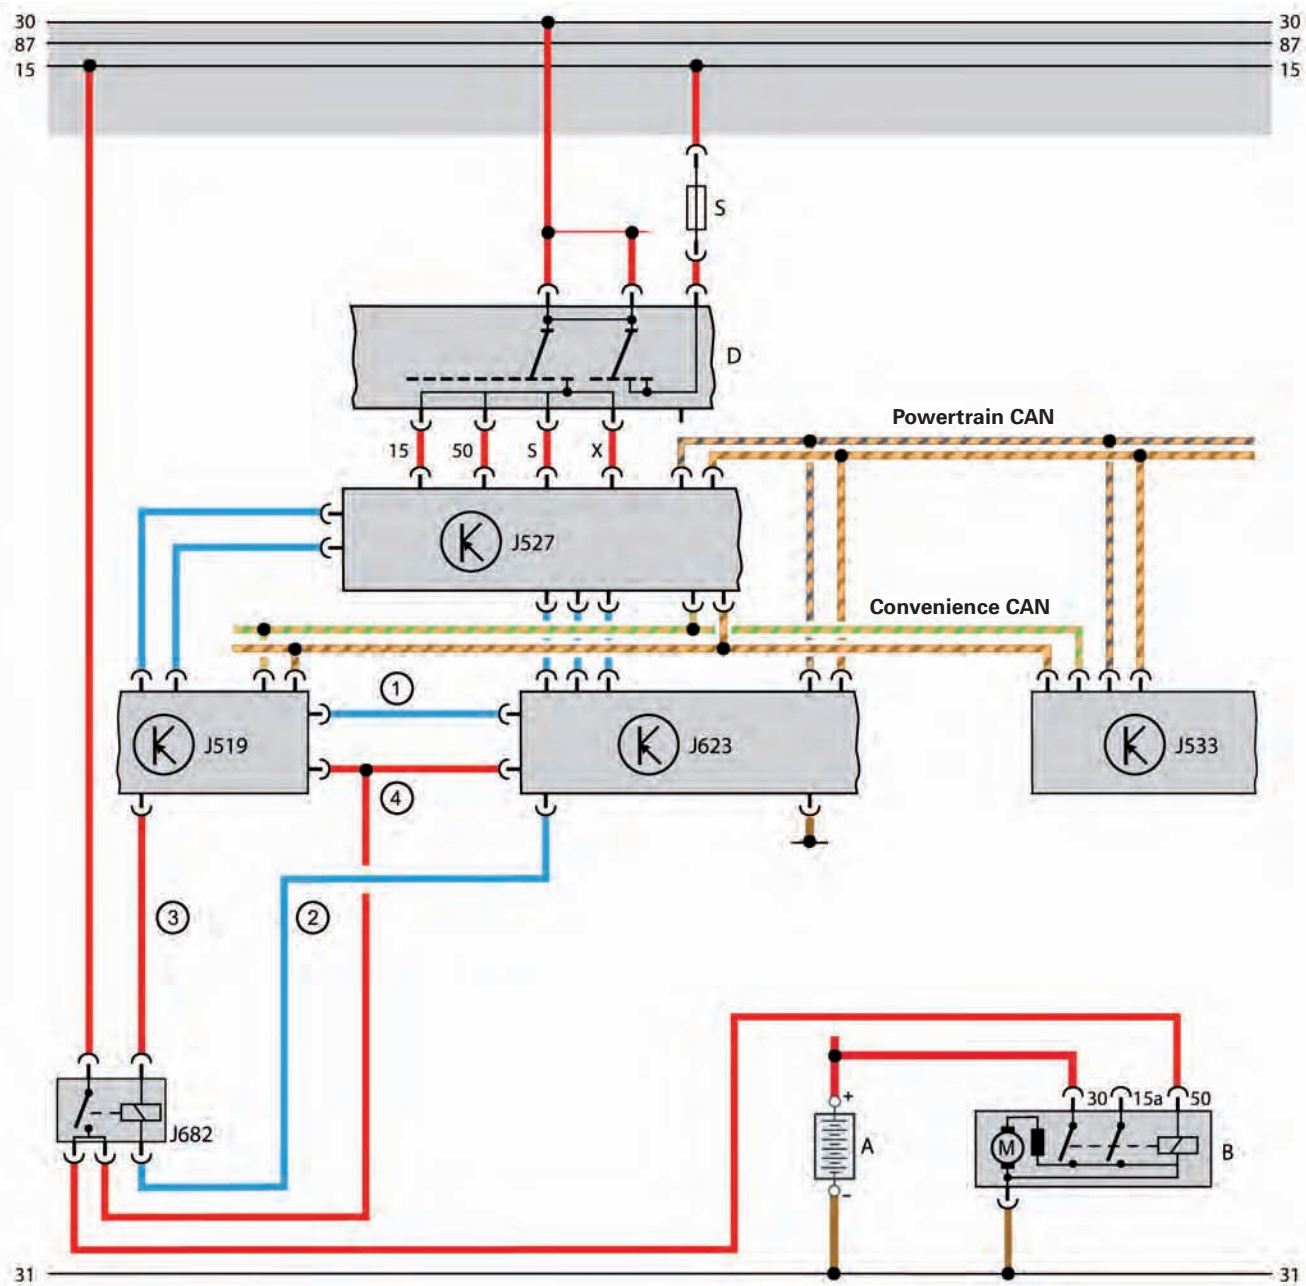 30 30
87 87
15 15
S
D
Powertrain CAN
15 50 S X
J527
Convenience CAN
1
J519 J623 J533
4
3 2
30 15a 50
+
J682 A M B
−
31 31